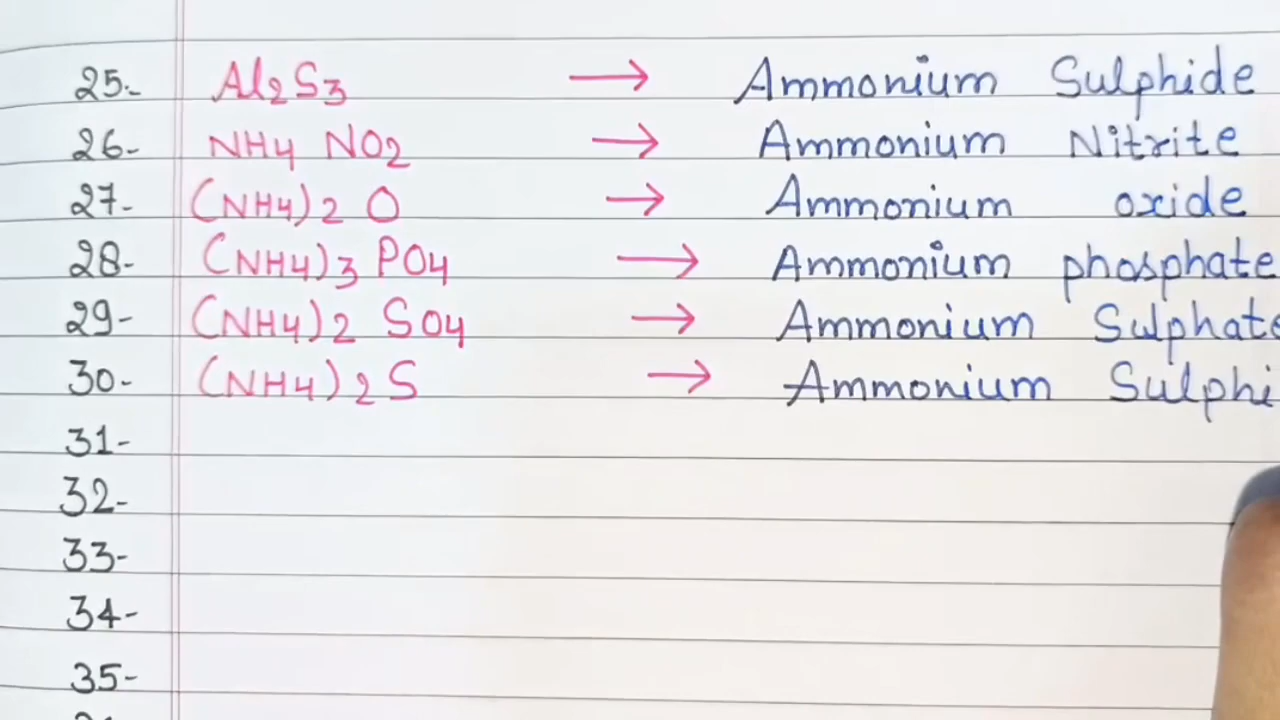 25- Al2S3 → Ammonium Sulphide
26- NH4 NO2 → Ammonium Nitrite
27- (NH4)2 O → Ammonium oxide
28- (NH4)3 PO4 → Ammonium phosphate
29- (NH4)2 SO4 → Ammonium Sulphate
30- (NH4)2 S → Ammonium Sulphi
31-
32-
33-
34-
35-